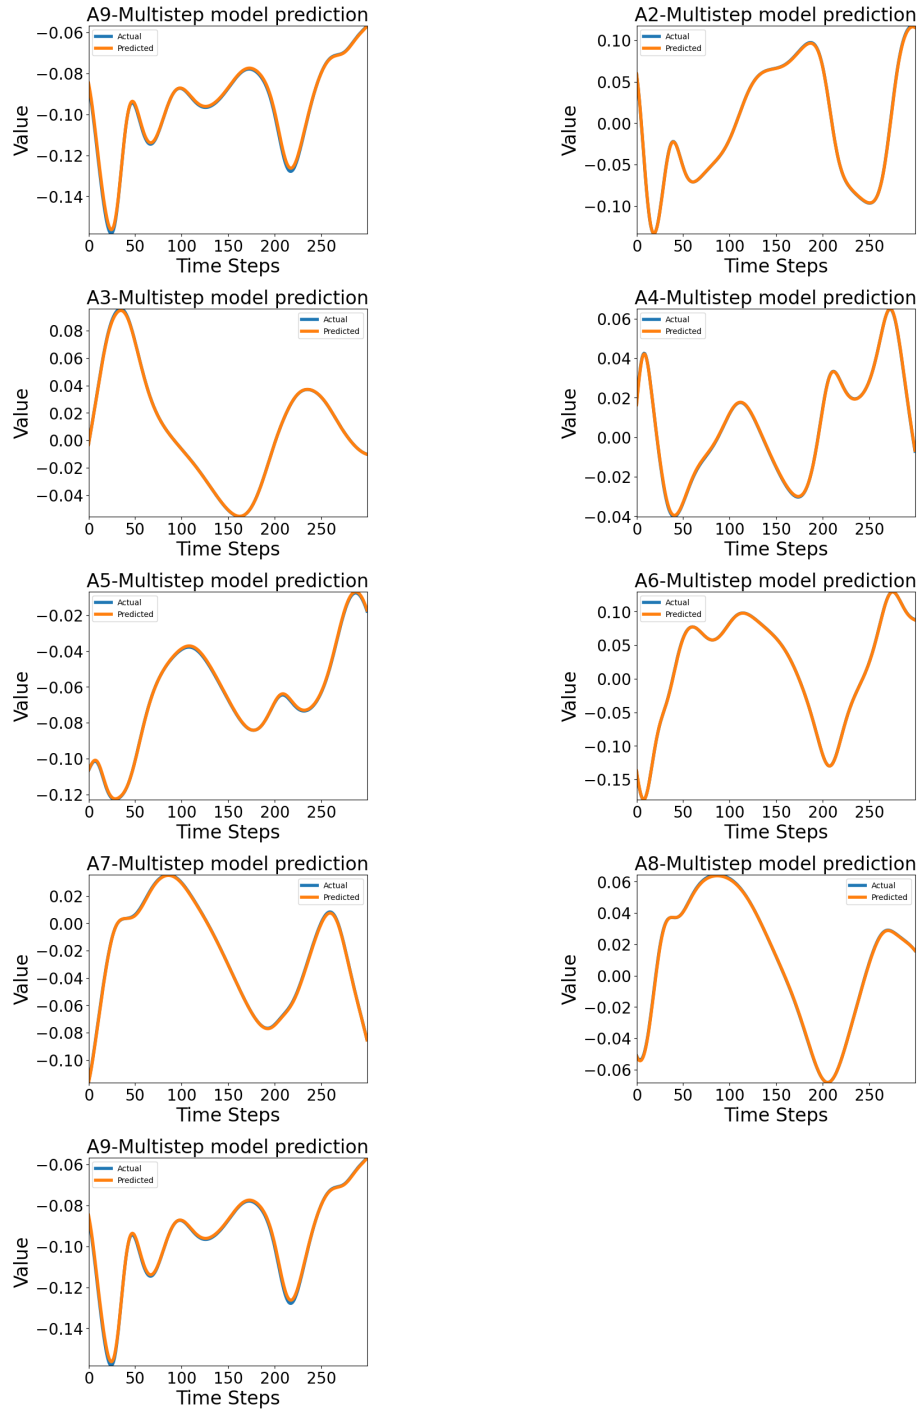 A9-Multistep model prediction
Actual
Predicted
Value
−0.06
−0.08
−0.10
−0.12
−0.14
0 50 100 150 200 250
Time Steps
A2-Multistep model prediction
Actual
Predicted
Value
0.10
0.05
0.00
−0.05
−0.10
0 50 100 150 200 250
Time Steps
A3-Multistep model prediction
Actual
Predicted
Value
0.08
0.06
0.04
0.02
0.00
−0.02
−0.04
0 50 100 150 200 250
Time Steps
A4-Multistep model prediction
Actual
Predicted
Value
0.06
0.04
0.02
0.00
−0.02
−0.04
0 50 100 150 200 250
Time Steps
A5-Multistep model prediction
Actual
Predicted
Value
−0.02
−0.04
−0.06
−0.08
−0.10
−0.12
0 50 100 150 200 250
Time Steps
A6-Multistep model prediction
Actual
Predicted
Value
0.10
0.05
0.00
−0.05
−0.10
−0.15
0 50 100 150 200 250
Time Steps
A7-Multistep model prediction
Actual
Predicted
Value
0.02
0.00
−0.02
−0.04
−0.06
−0.08
−0.10
0 50 100 150 200 250
Time Steps
A8-Multistep model prediction
Actual
Predicted
Value
0.06
0.04
0.02
0.00
−0.02
−0.04
−0.06
0 50 100 150 200 250
Time Steps
A9-Multistep model prediction
Actual
Predicted
Value
−0.06
−0.08
−0.10
−0.12
−0.14
0 50 100 150 200 250
Time Steps